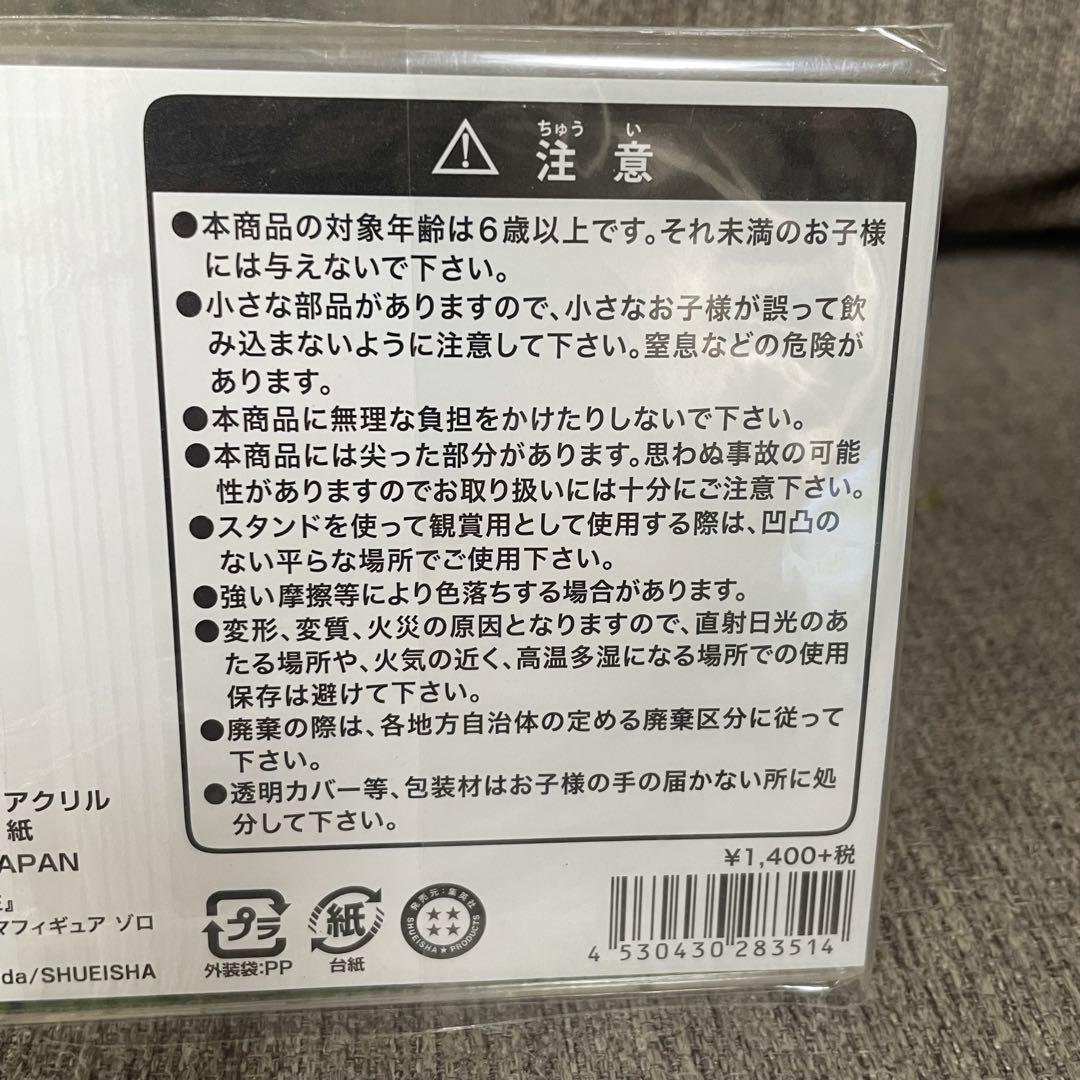 ちゅう い
注意
●本商品の対象年齢は6歳以上です。それ未満のお子様
には与えないで下さい。
●小さな部品がありますので、小さなお子様が誤って飲
み込まないように注意して下さい。窒息などの危険が
あります。
●本商品に無理な負担をかけたりしないで下さい。
●本商品には尖った部分があります。思わぬ事故の可能
性がありますのでお取り扱いには十分にご注意下さい。
●スタンドを使って観賞用として使用する際は、凹凸の
ない平らな場所でご使用下さい。
●強い摩擦等により色落ちする場合があります。
●変形、変質、火災の原因となりますので、直射日光のあ
たる場所や、火気の近く、高温多湿になる場所での使用
保存は避けて下さい。
●廃棄の際は、各地方自治体の定める廃棄区分に従って
下さい。
●透明カバー等、包装材はお子様の手の届かない所に処
分して下さい。
アクリル
紙
JAPAN
』
マフィギュア ゾロ
da/SHUEISHA
プラ
外装袋:PP
紙
台紙
発売元:集英社
SHUEISHA★PRODUCTS
¥1,400+税
4 530430 283514